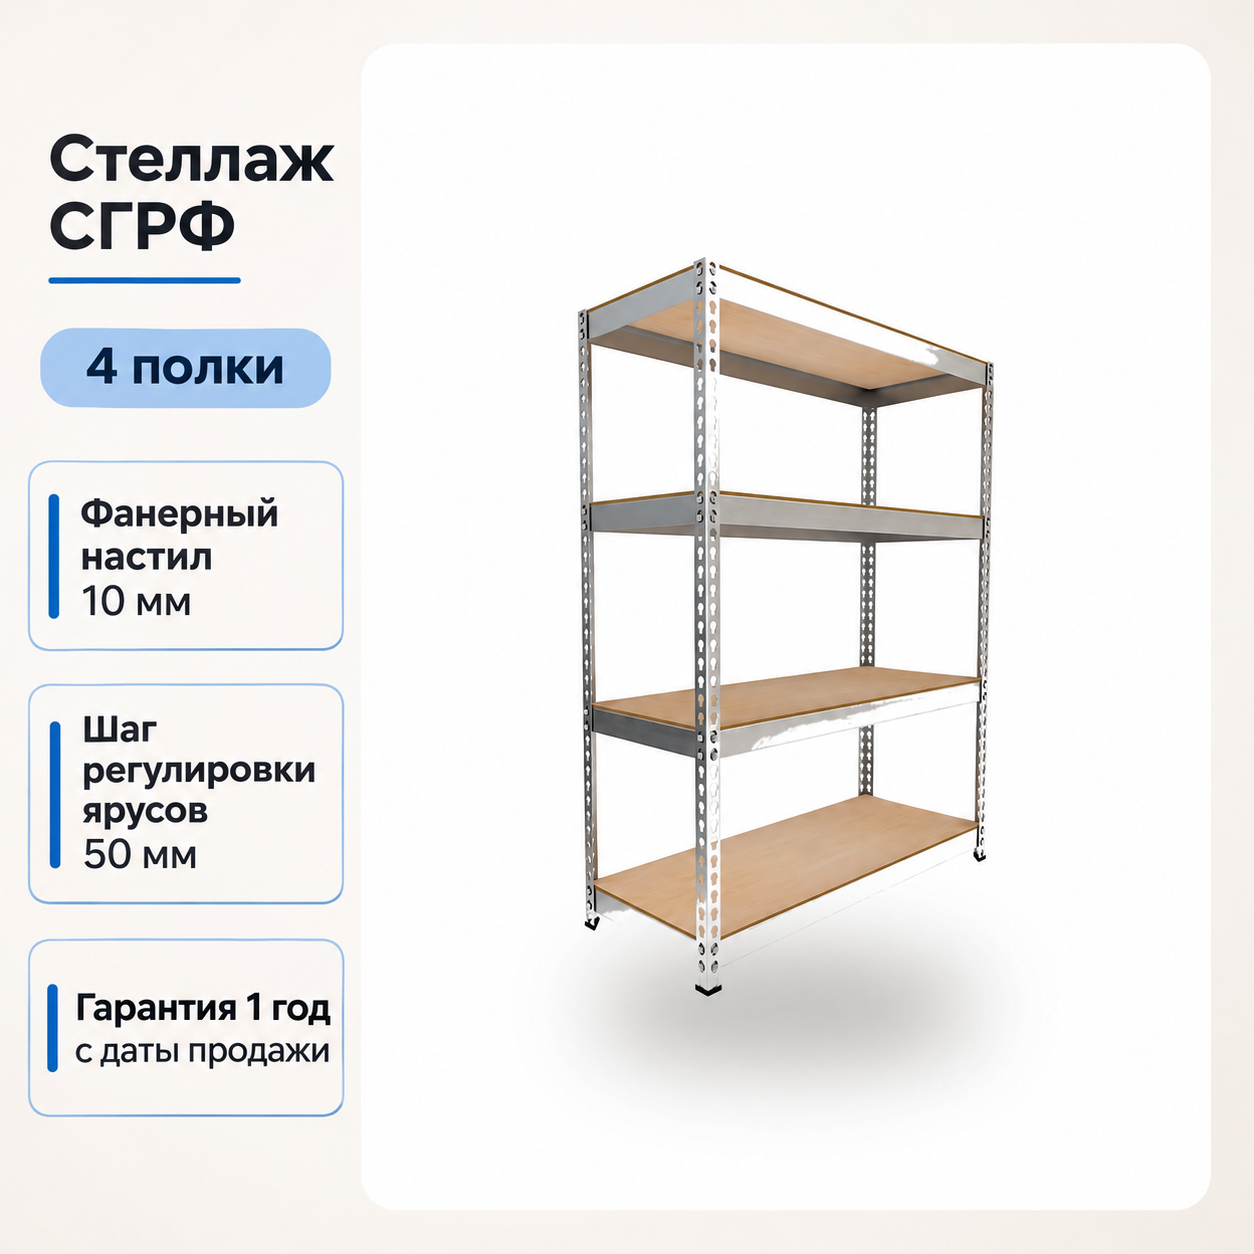 Стеллаж
СГРФ
4 полки
Фанерный
настил
10 мм
Шаг
регулировки
ярусов
50 мм
Гарантия 1 год
с даты продажи